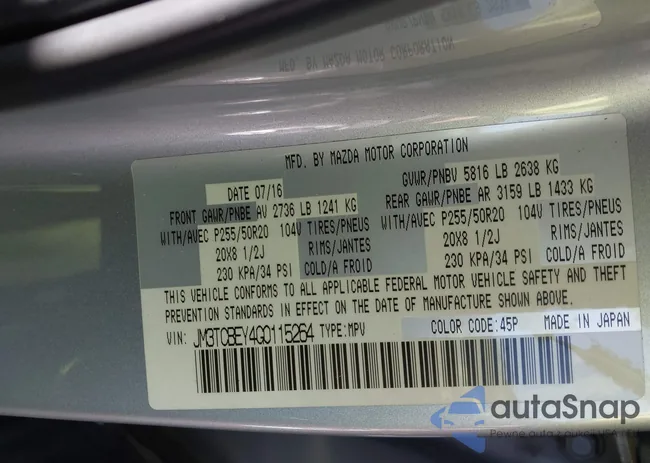 MFD. BY MAZDA MOTOR CORPORATION
DATE 07/16
GVWR/PNBV 5816 LB 2638 KG
FRONT GAWR/PNBE AV 2736 LB 1241 KG
REAR GAWR/PNBE AR 3159 LB 1433 KG
WITH/AVEC P255/50R20 104V TIRES/PNEUS
WITH/AVEC P255/50R20 104V TIRES/PNEUS
20X8 1/2J RIMS/JANTES
20X8 1/2J RIMS/JANTES
230 KPA/34 PSI COLD/A FROID
230 KPA/34 PSI COLD/A FROID
THIS VEHICLE CONFORMS TO ALL APPLICABLE FEDERAL MOTOR VEHICLE SAFETY AND THEFT
PREVENTION STANDARDS IN EFFECT ON THE DATE OF MANUFACTURE SHOWN ABOVE.
VIN: JM3TCBEY4G0115264 TYPE:MPV
COLOR CODE:45P MADE IN JAPAN
autaSnap
Pewne auta z